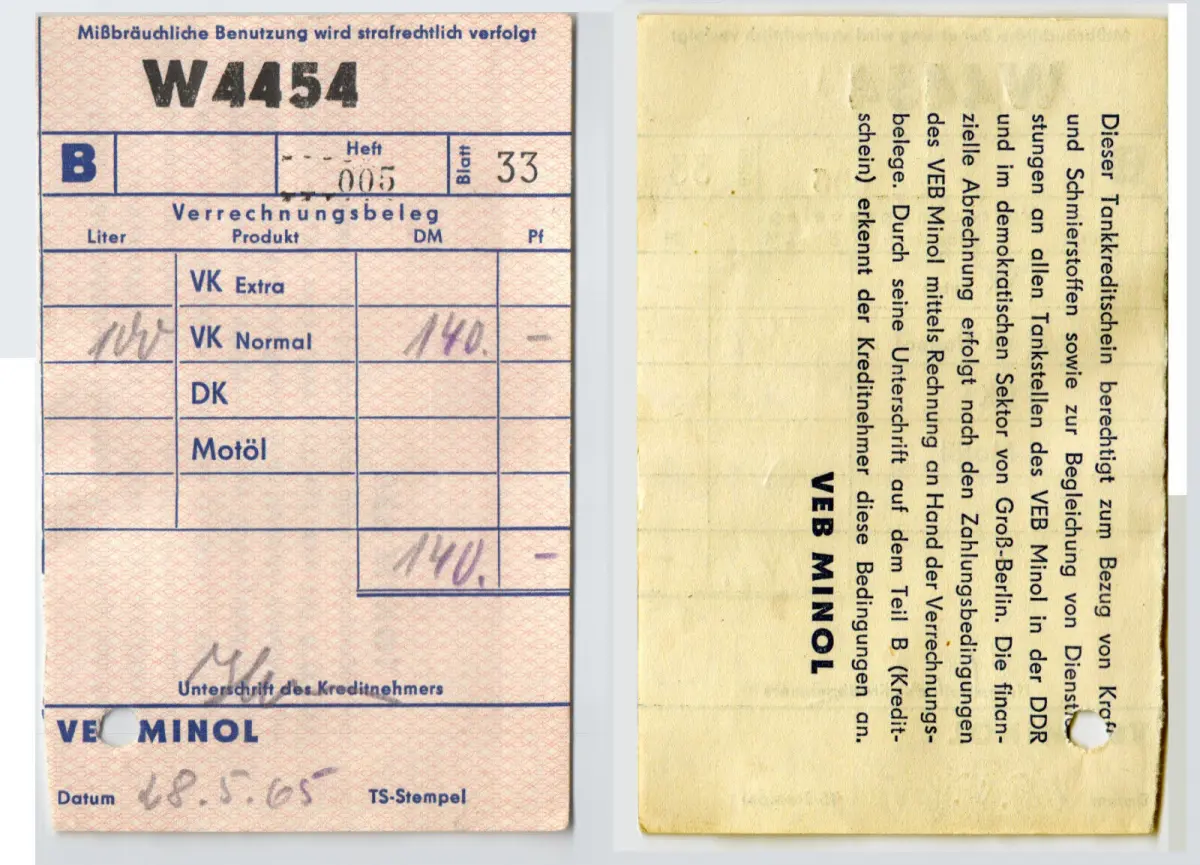 Mißbräuchliche Benutzung wird strafrechtlich verfolgt
W4454
B
Heft
005
Blatt
33
Verrechnungsbeleg
Liter Produkt DM Pf
VK Extra
100 VK Normal 140. —
DK
Motöl
140. —
Unterschrift des Kreditnehmers
VE MINOL
Datum 28.5.65 TS-Stempel
Dieser Tankkreditschein berechtigt zum Bezug von Kraft-
und Schmierstoffen sowie zur Begleichung von Dienstlei-
stungen an allen Tankstellen des VEB Minol in der DDR
und im demokratischen Sektor von Groß-Berlin. Die finan-
zielle Abrechnung erfolgt nach den Zahlungsbedingungen
des VEB Minol mittels Rechnung an Hand der Verrechnungs-
belege. Durch seine Unterschrift auf dem Teil B (Kredit-
schein) erkennt der Kreditnehmer diese Bedingungen an.
VEB MINOL